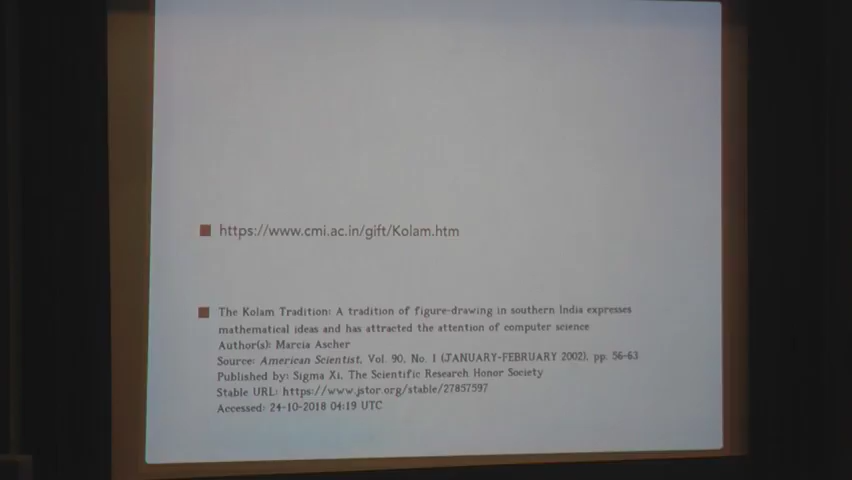 https://www.cmi.ac.in/gift/Kolam.htm
The Kolam Tradition: A tradition of figure-drawing in southern India expresses
mathematical ideas and has attracted the attention of computer science
Author(s): Marcia Ascher
Source: American Scientist, Vol. 90, No. 1 (JANUARY-FEBRUARY 2002), pp. 56-63
Published by: Sigma Xi, The Scientific Research Honor Society
Stable URL: https://www.jstor.org/stable/27857597
Accessed: 24-10-2018 04:19 UTC